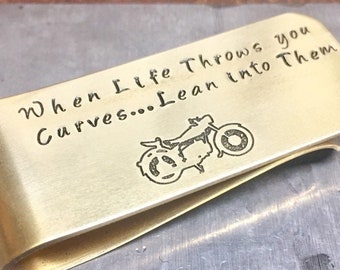 When Life Throws you
Curves...Lean into Them